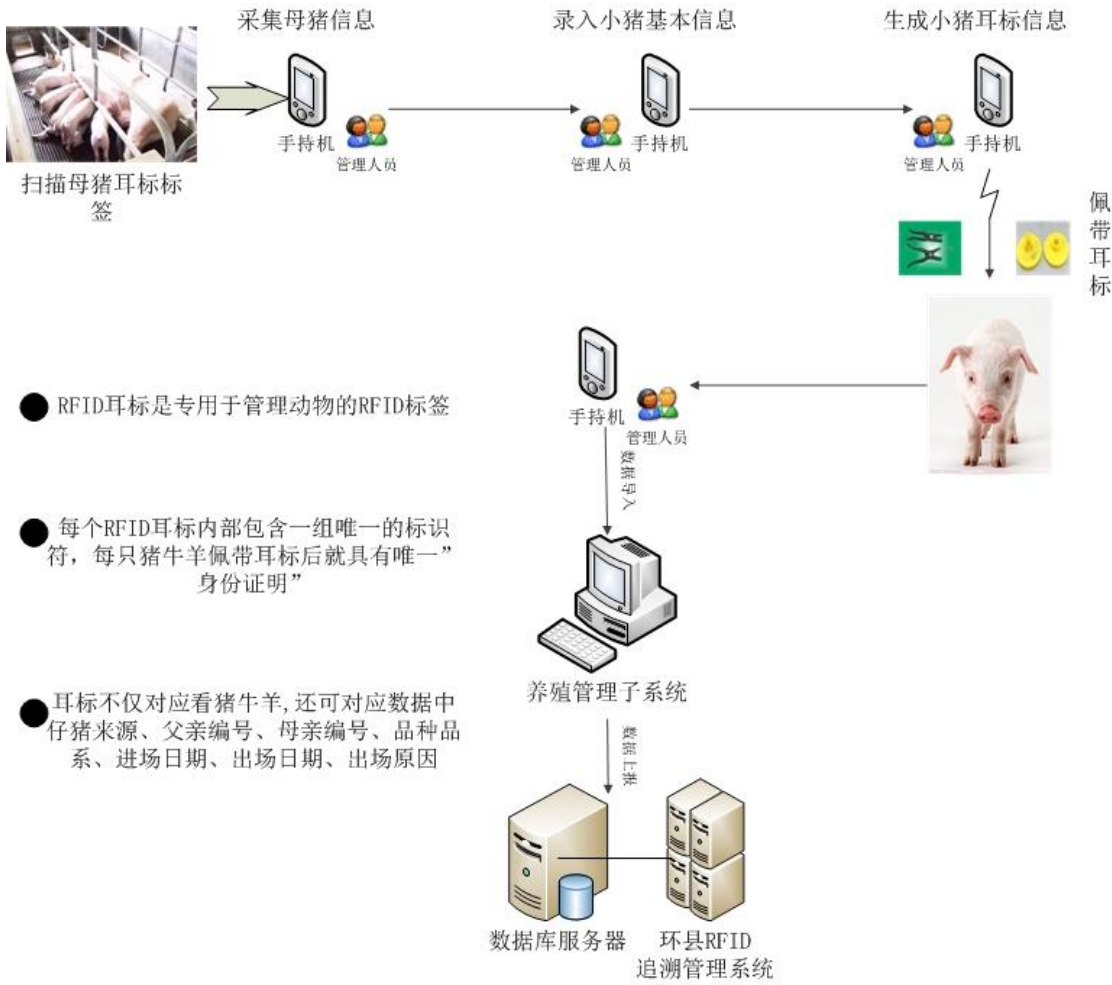 采集母猪信息
录入小猪基本信息
生成小猪耳标信息
手持机
管理人员
管理人员
手持机
管理人员
手持机
扫描母猪耳标标
签
佩
带
耳
标
手持机
管理人员
RFID耳标是专用于管理动物的RFID标签
数据导入
每个RFID耳标内部包含一组唯一的标识
符，每只猪牛羊佩带耳标后就具有唯一”
身份证明”
养殖管理子系统
耳标不仅对应看猪牛羊,还可对应数据中
仔猪来源、父亲编号、母亲编号、品种品
系、进场日期、出场日期、出场原因
数据上报
数据库服务器
环县RFID
追溯管理系统